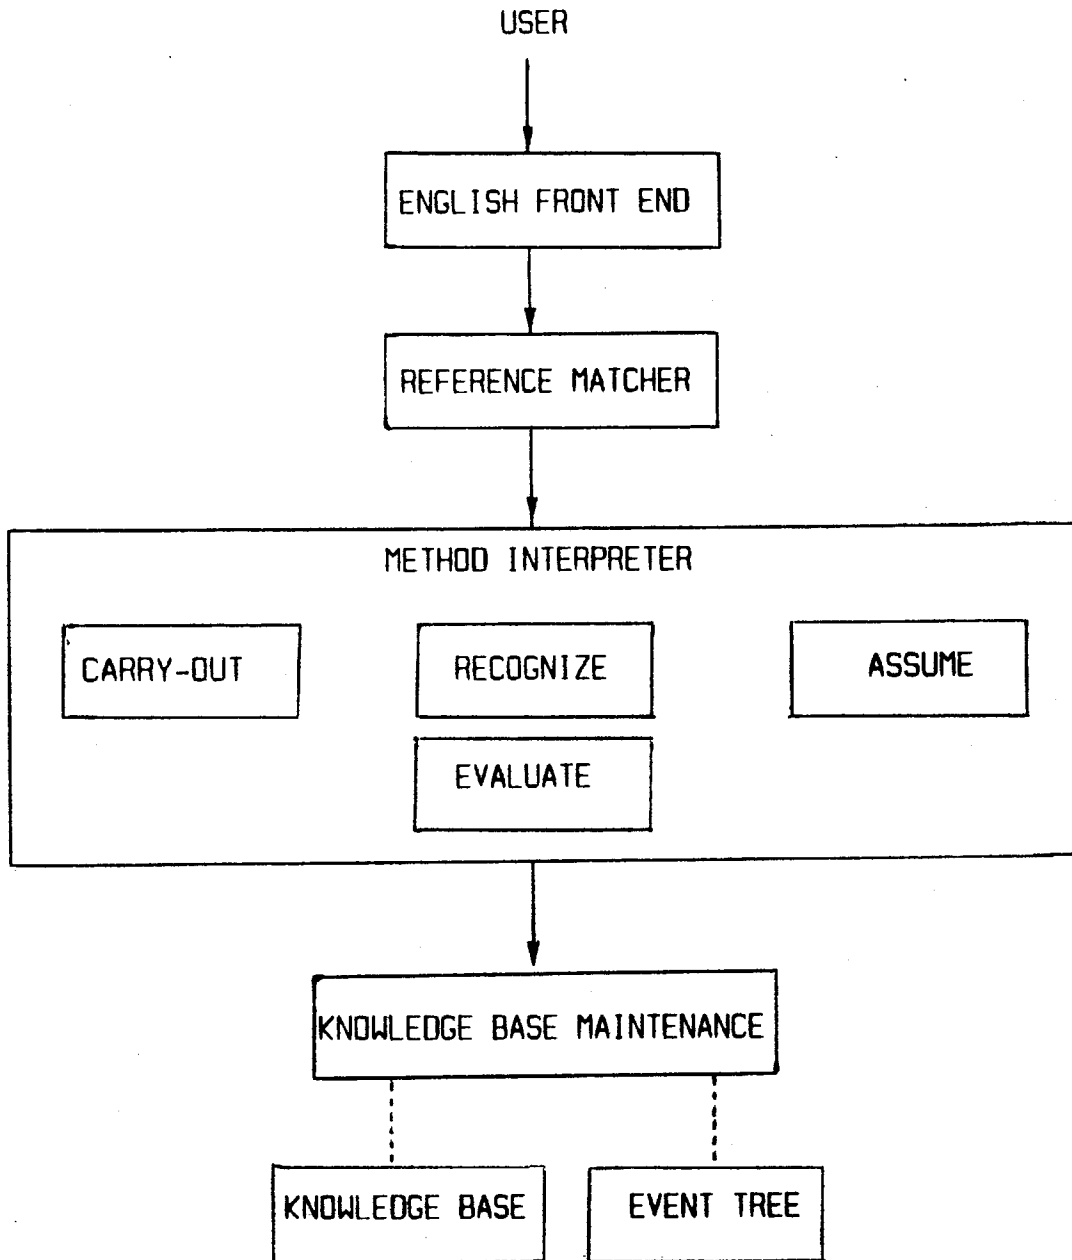 USER
ENGLISH FRONT END
REFERENCE MATCHER
METHOD INTERPRETER
CARRY-OUT
RECOGNIZE
ASSUME
EVALUATE
KNOWLEDGE BASE MAINTENANCE
KNOWLEDGE BASE
EVENT TREE